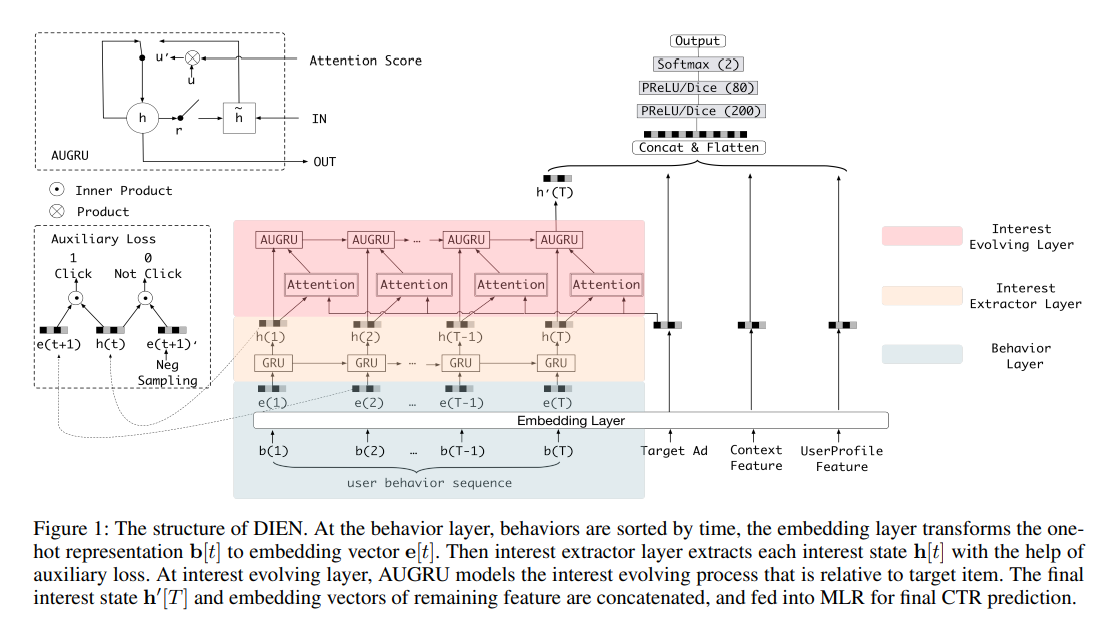 Output
Softmax (2)
PReLU/Dice (80)
PReLU/Dice (200)
Concat & Flatten
u'
u
Attention Score
h
r
h̃
IN
AUGRU
OUT
Inner Product
Product
h'(T)
Auxiliary Loss
1
0
Click
Not Click
e(t+1)
h(t)
e(t+1)'
Neg
Sampling
AUGRU
AUGRU
...
AUGRU
AUGRU
Attention
Attention
Attention
Attention
h(1)
h(2)
h(T-1)
h(T)
GRU
GRU
...
GRU
GRU
e(1)
e(2)
...
e(T-1)
e(T)
Embedding Layer
b(1)
b(2)
...
b(T-1)
b(T)
Target Ad
Context
Feature
UserProfile
Feature
user behavior sequence
Interest
Evolving Layer
Interest
Extractor Layer
Behavior
Layer
Figure 1: The structure of DIEN. At the behavior layer, behaviors are sorted by time, the embedding layer transforms the one-
hot representation b[t] to embedding vector e[t]. Then interest extractor layer extracts each interest state h[t] with the help of
auxiliary loss. At interest evolving layer, AUGRU models the interest evolving process that is relative to target item. The final
interest state h′[T] and embedding vectors of remaining feature are concatenated, and fed into MLR for final CTR prediction.